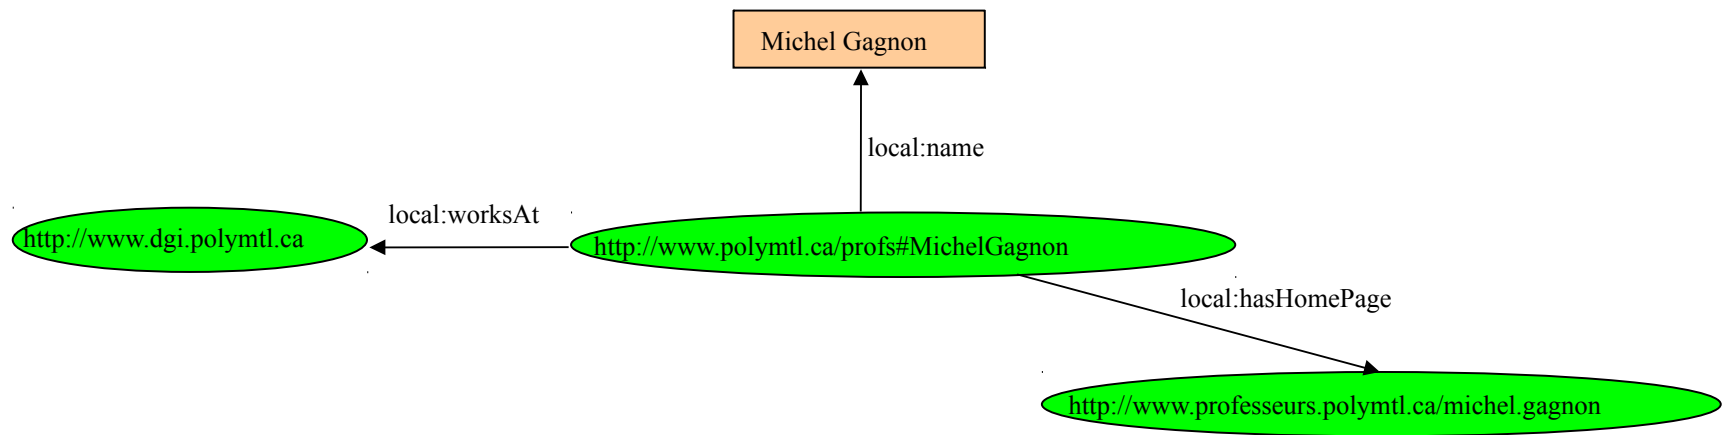 Michel Gagnon
local:name
local:worksAt
http://www.dgi.polymtl.ca
http://www.polymtl.ca/profs#MichelGagnon
local:hasHomePage
http://www.professeurs.polymtl.ca/michel.gagnon